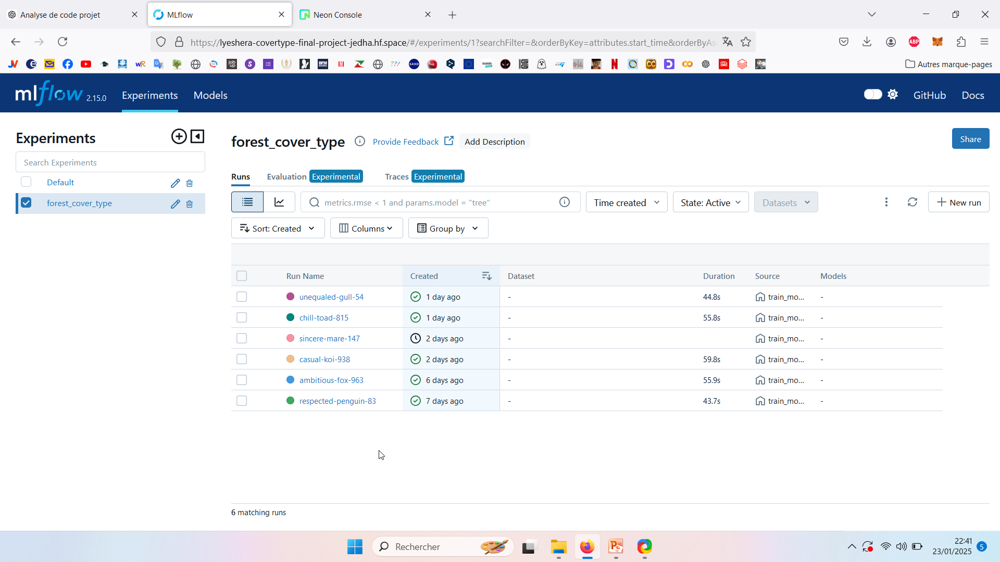 Analyse de code projet
MLflow
Neon Console
https://lyeshera-covertype-final-project-jedha.hf.space/#/experiments/1?searchFilter=&orderByKey=attributes.start_time&orderByAs
ABP
Autres marque-pages
mlflow 2.15.0 Experiments Models GitHub Docs
Experiments
Search Experiments
Default
forest_cover_type
forest_cover_type Provide Feedback Add Description Share
Runs Evaluation Experimental Traces Experimental
metrics.rmse < 1 and params.model = "tree" Time created State: Active Datasets New run
Sort: Created Columns Group by
Run Name Created Dataset Duration Source Models
unequaled-gull-54 1 day ago - 44.8s train_mo... -
chill-toad-815 1 day ago - 55.8s train_mo... -
sincere-mare-147 2 days ago - train_mo... -
casual-koi-938 2 days ago - 59.8s train_mo... -
ambitious-fox-963 6 days ago - 55.9s train_mo... -
respected-penguin-83 7 days ago - 43.7s train_mo... -
6 matching runs
Rechercher
22:41
23/01/2025
5